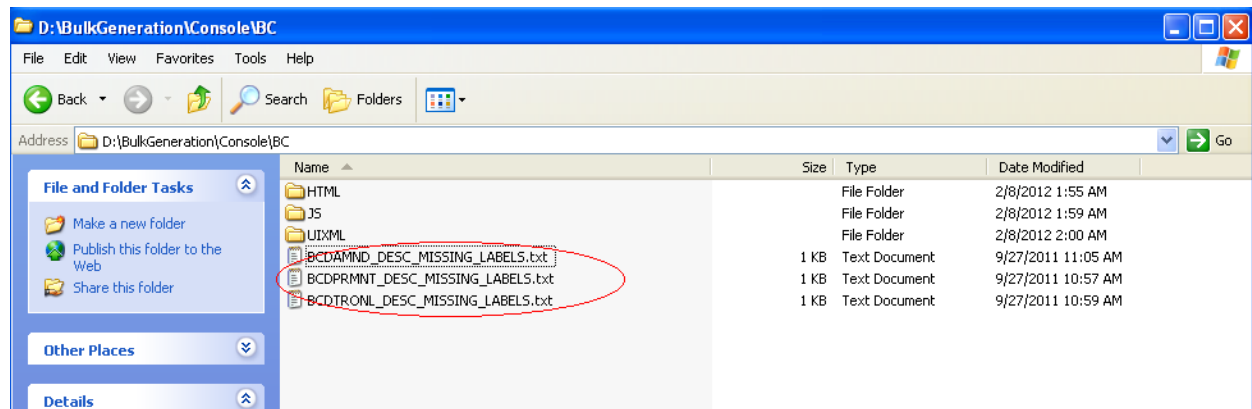 D:\BulkGeneration\Console\BC
File Edit View Favorites Tools Help
Back Search Folders
Address D:\BulkGeneration\Console\BC Go
Name Size Type Date Modified
File and Folder Tasks
Make a new folder
Publish this folder to the
Web
Share this folder
Other Places
Details
HTML File Folder 2/8/2012 1:55 AM
JS File Folder 2/8/2012 1:59 AM
UIXML File Folder 2/8/2012 2:00 AM
BCDAMND_DESC_MISSING_LABELS.txt 1 KB Text Document 9/27/2011 11:05 AM
BCDPRMNT_DESC_MISSING_LABELS.txt 1 KB Text Document 9/27/2011 10:57 AM
BCDTRONL_DESC_MISSING_LABELS.txt 1 KB Text Document 9/27/2011 10:59 AM